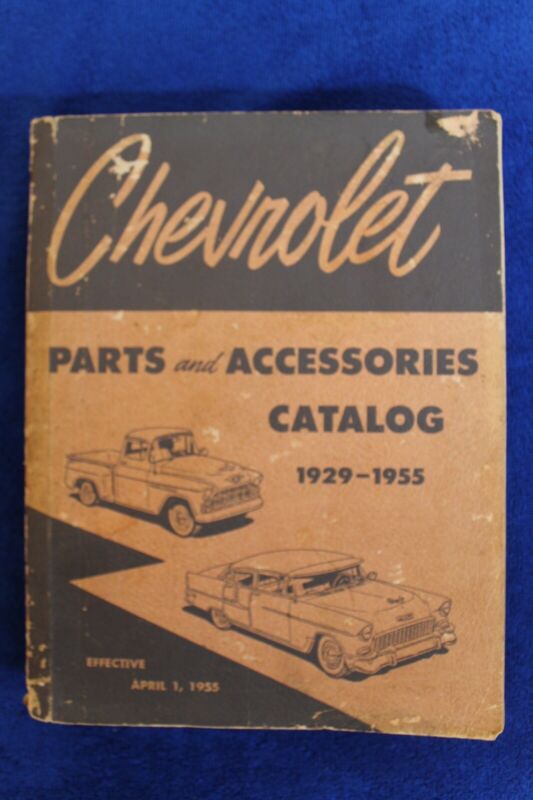 Chevrolet
PARTS and ACCESSORIES
CATALOG
1929-1955
EFFECTIVE
APRIL 1, 1955